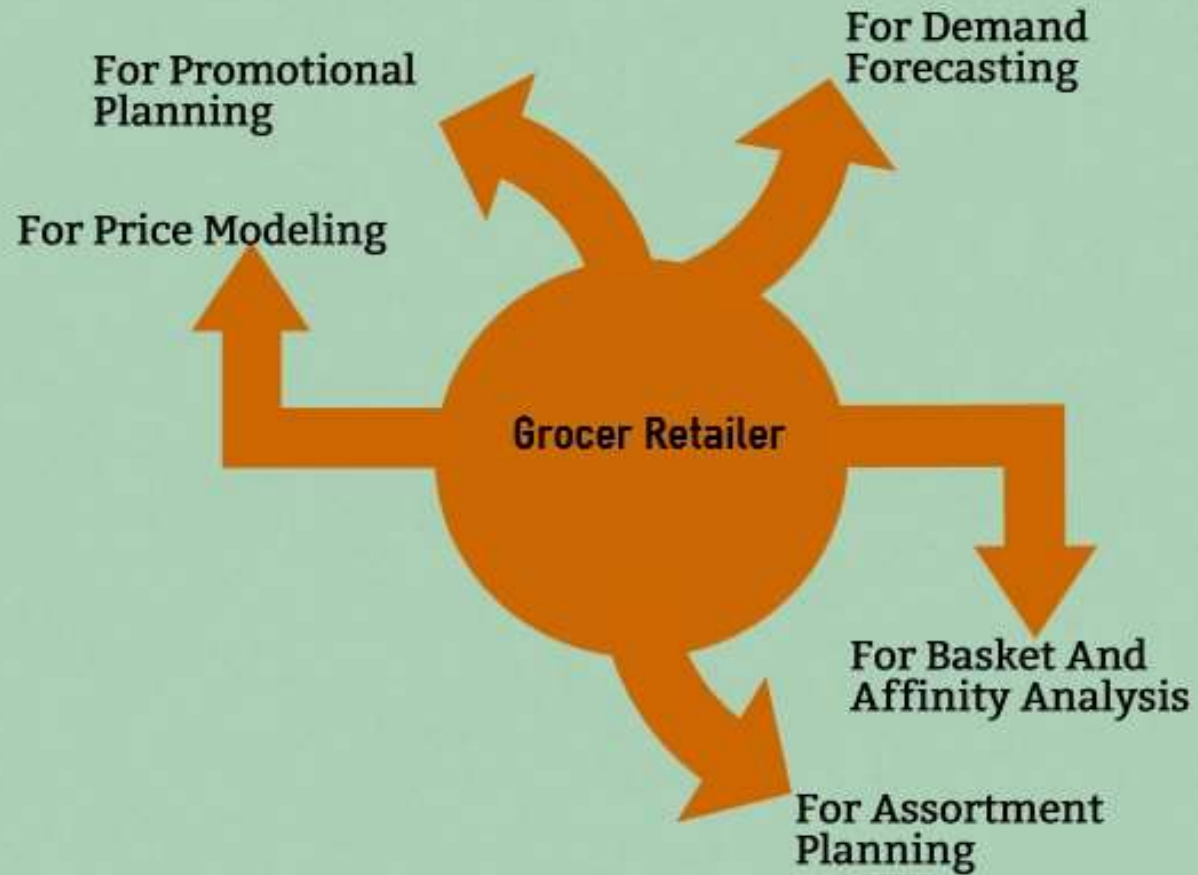 For Demand
Forecasting
For Promotional
Planning
For Price Modeling
Grocer Retailer
For Basket And
Affinity Analysis
For Assortment
Planning